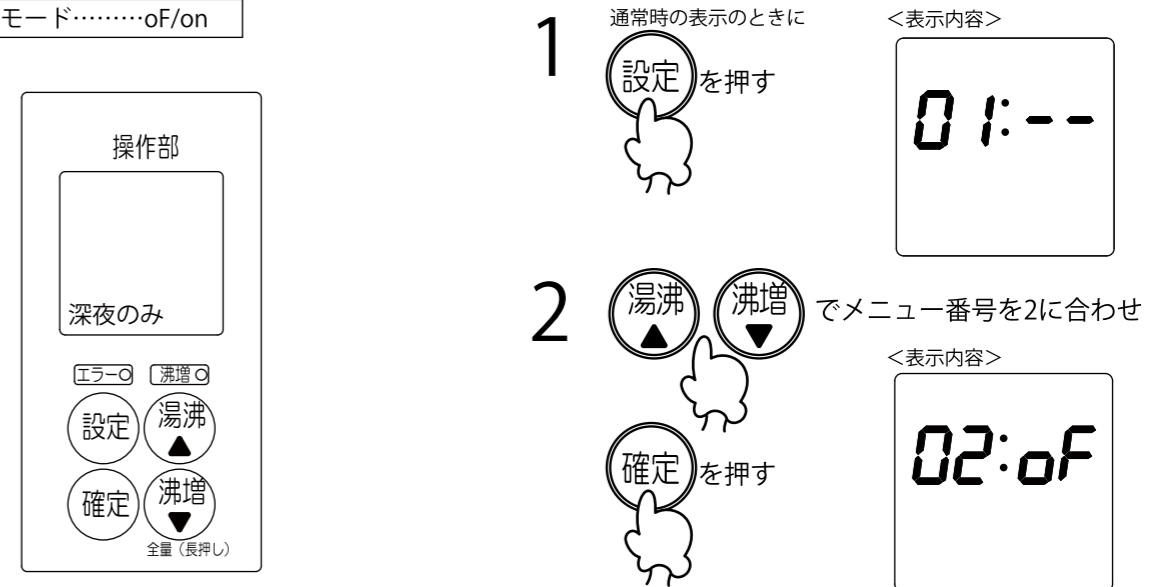 モード………oF/on
操作部
深夜のみ
エラー
沸増
設定
湯沸
▲
確定
沸増
▼
全量（長押し）
1
通常時の表示のときに
設定を押す
＜表示内容＞
01:--
2
湯沸
▲
沸増
▼
でメニュー番号を2に合わせ
確定を押す
＜表示内容＞
02:oF